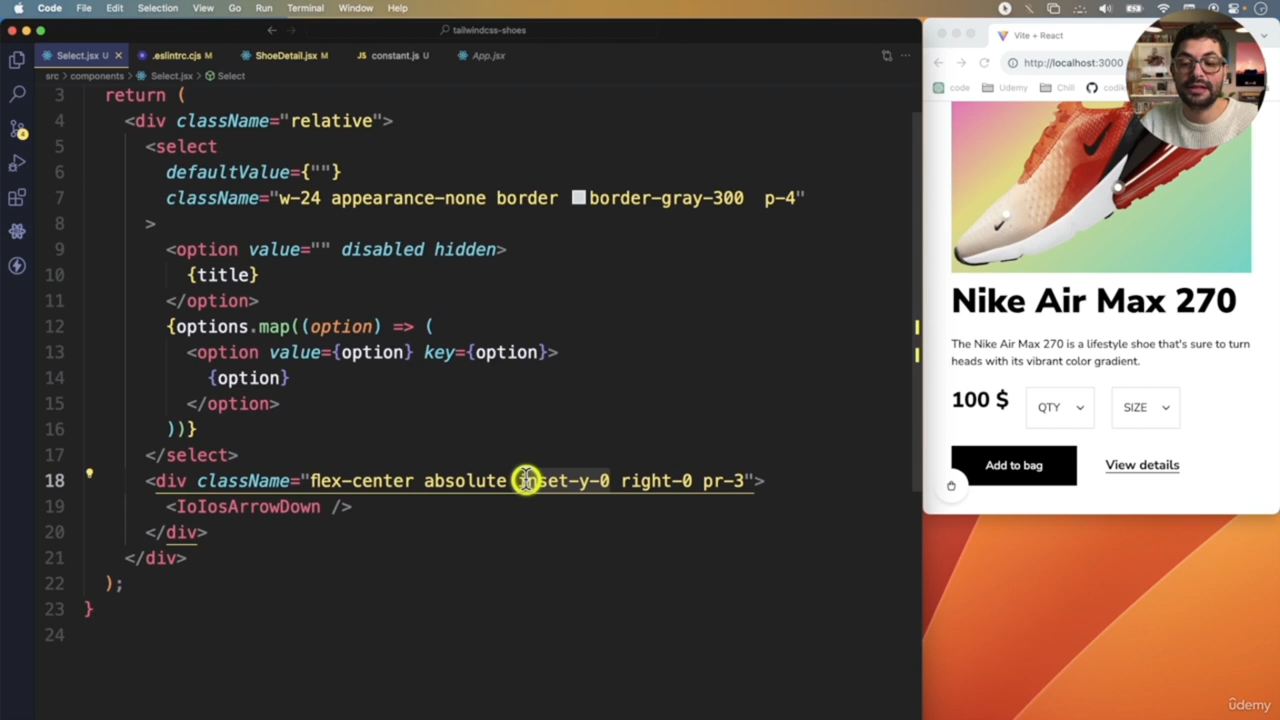 Code File Edit Selection View Go Run Terminal Window Help
tailwindcss-shoes
Select.jsx U .eslintrc.cjs M ShoeDetail.jsx M constant.js U App.jsx
src components Select.jsx Select
3 return (
4 <div className="relative">
5 <select
6 defaultValue={""}
7 className="w-24 appearance-none border border-gray-300 p-4"
8 >
9 <option value="" disabled hidden>
10 {title}
11 </option>
12 {options.map((option) => (
13 <option value={option} key={option}>
14 {option}
15 </option>
16 ))}
17 </select>
18 <div className="flex-center absolute inset-y-0 right-0 pr-3">
19 <IoIosArrowDown />
20 </div>
21 </div>
22 );
23 }
24
Vite + React
http://localhost:3000
code Udemy Chill
Nike Air Max 270
The Nike Air Max 270 is a lifestyle shoe that's sure to turn
heads with its vibrant color gradient.
100 $ QTY SIZE
Add to bag View details
ûdemy